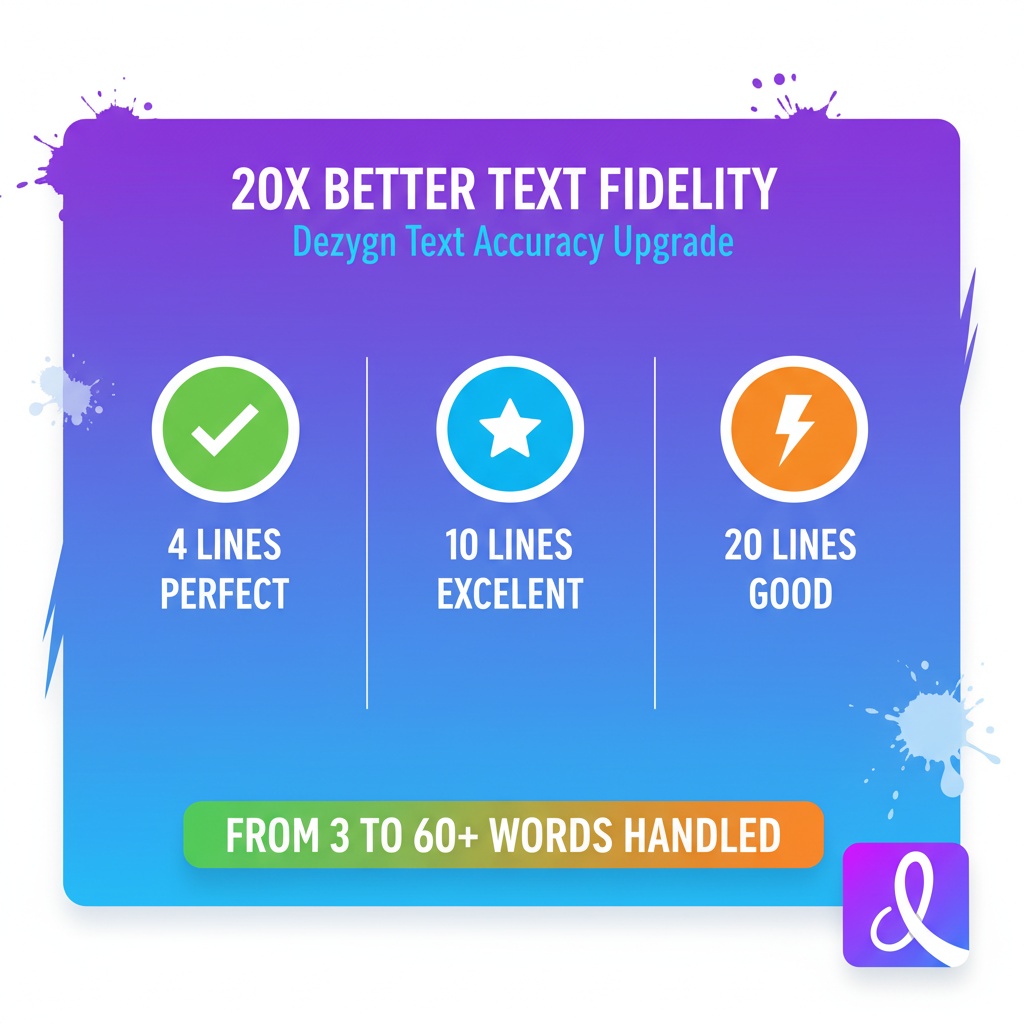 20X BETTER TEXT FIDELITY
Dezygn Text Accuracy Upgrade
4 LINES
PERFECT
10 LINES
EXCELENT
20 LINES
GOOD
FROM 3 TO 60+ WORDS HANDLED